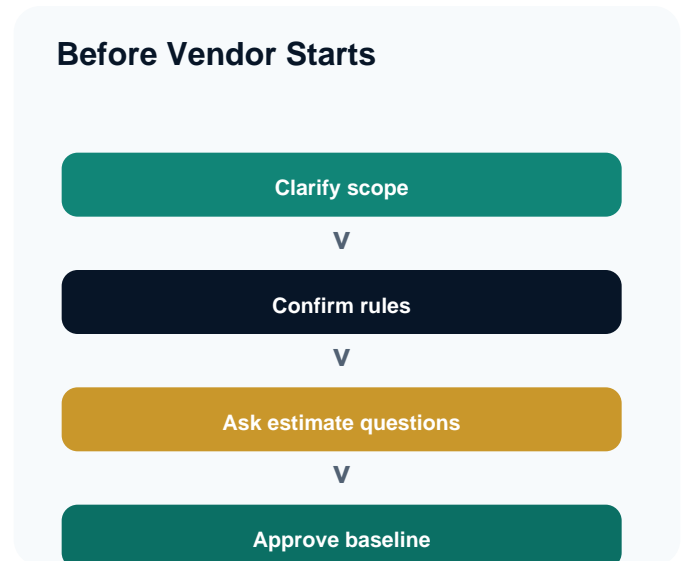 Before Vendor Starts
Clarify scope
v
Confirm rules
v
Ask estimate questions
v
Approve baseline